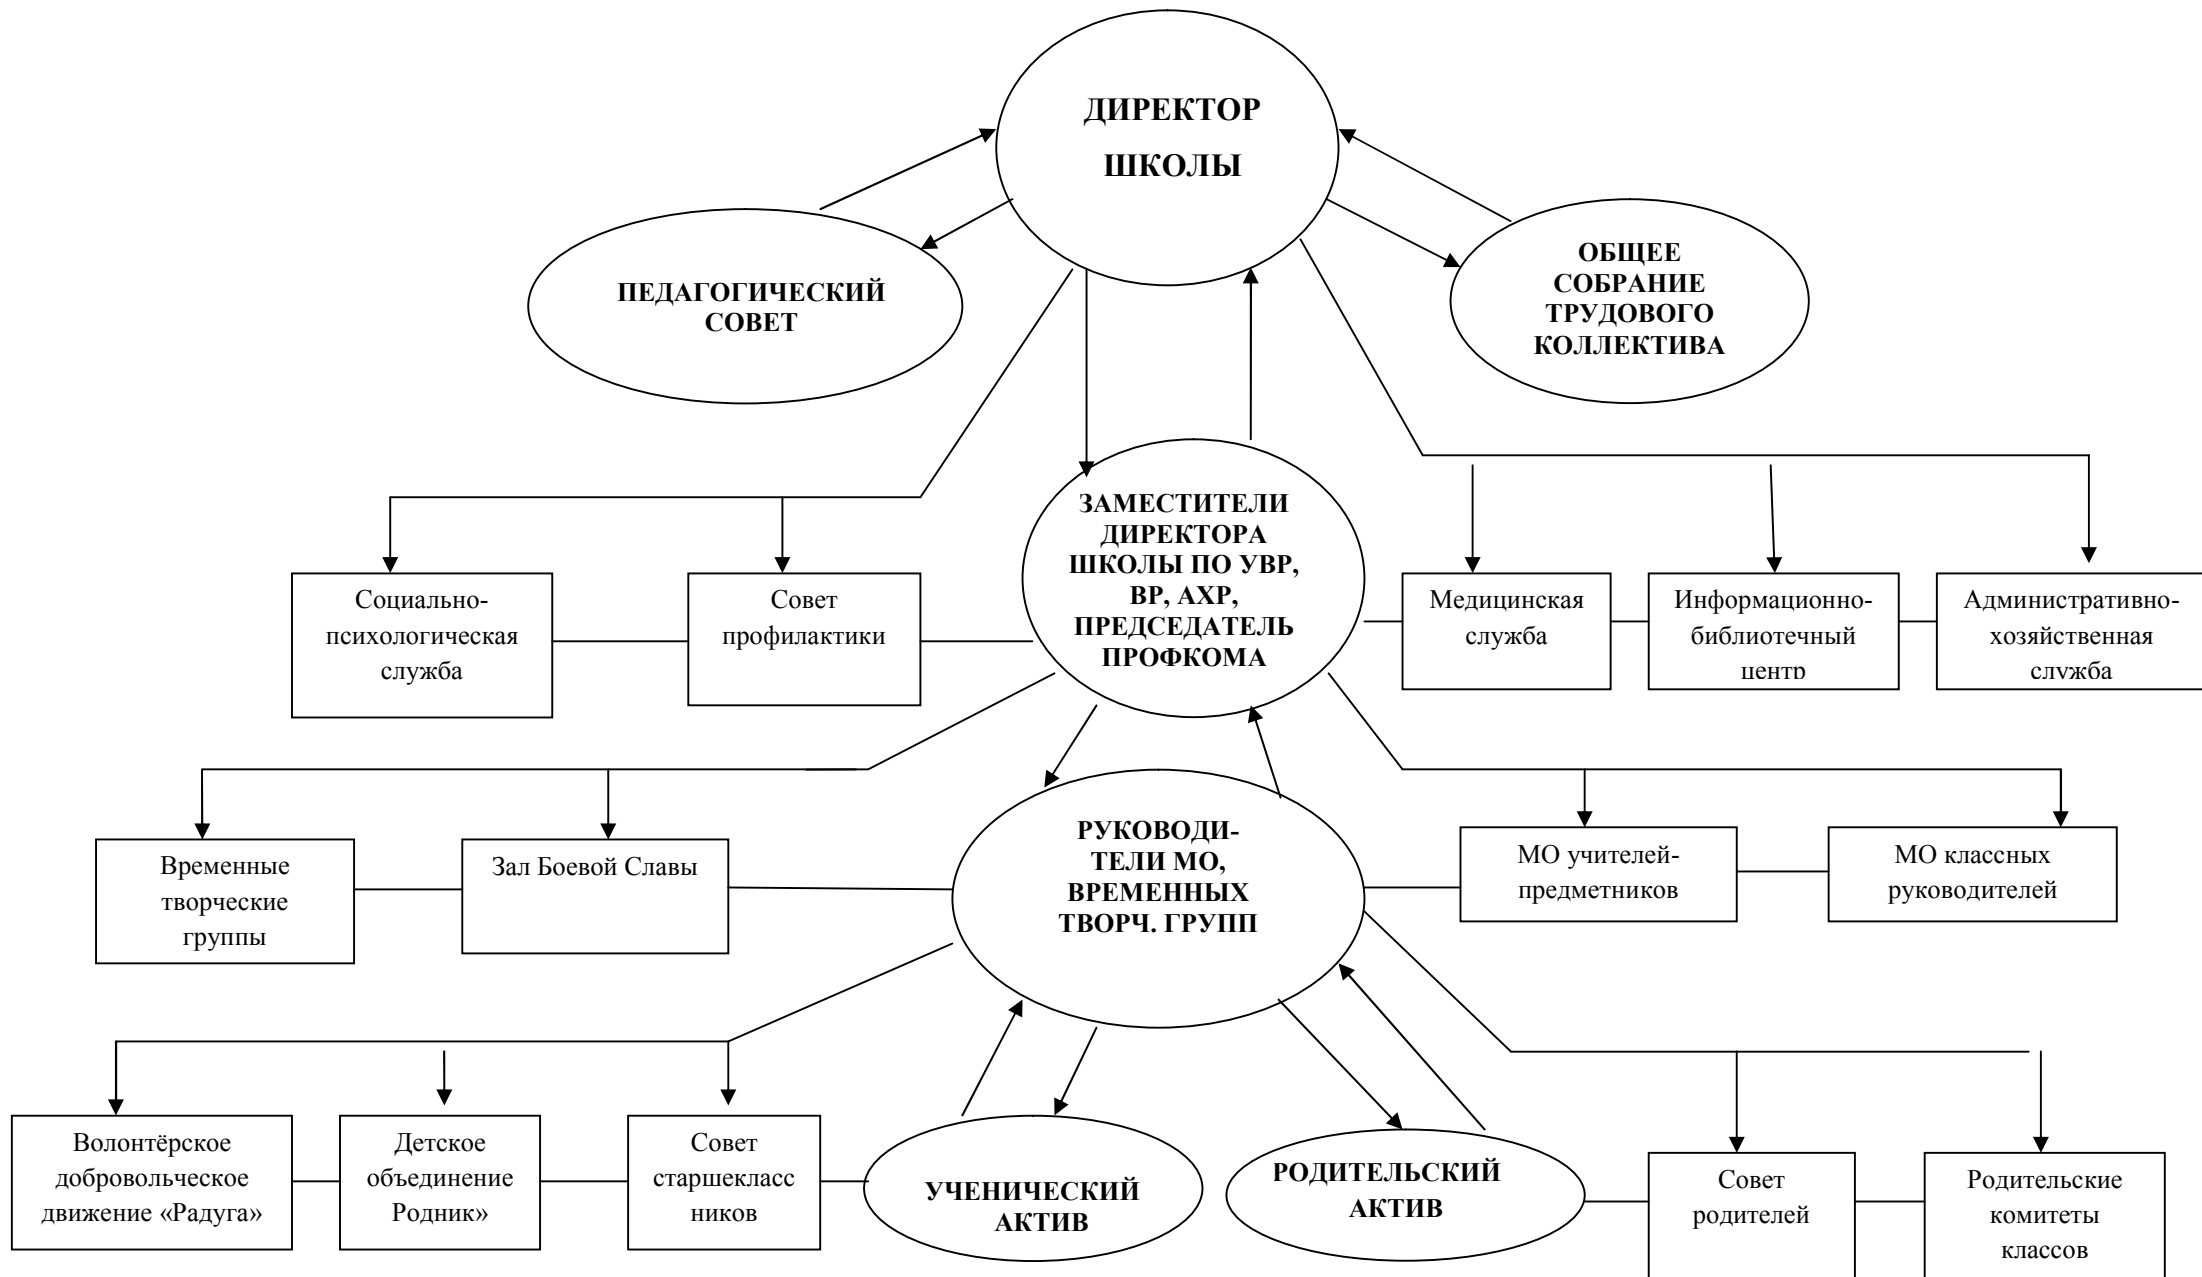 ДИРЕКТОР
ШКОЛЫ
ПЕДАГОГИЧЕСКИЙ
СОВЕТ
ОБЩЕЕ
СОБРАНИЕ
ТРУДОВОГО
КОЛЛЕКТИВА
ЗАМЕСТИТЕЛИ
ДИРЕКТОРА
ШКОЛЫ ПО УВР,
ВР, АХР,
ПРЕДСЕДАТЕЛЬ
ПРОФКОМА
Социально-
психологическая
служба
Совет
профилактики
Медицинская
служба
Информационно-
библиотечный
центр
Административно-
хозяйственная
служба
РУКОВОДИ-
ТЕЛИ МО,
ВРЕМЕННЫХ
ТВОРЧ. ГРУПП
Временные
творческие
группы
Зал Боевой Славы
МО учителей-
предметников
МО классных
руководителей
Волонтёрское
добровольческое
движение «Радуга»
Детское
объединение
Родник»
Совет
старшекласс
ников
УЧЕНИЧЕСКИЙ
АКТИВ
РОДИТЕЛЬСКИЙ
АКТИВ
Совет
родителей
Родительские
комитеты
классов